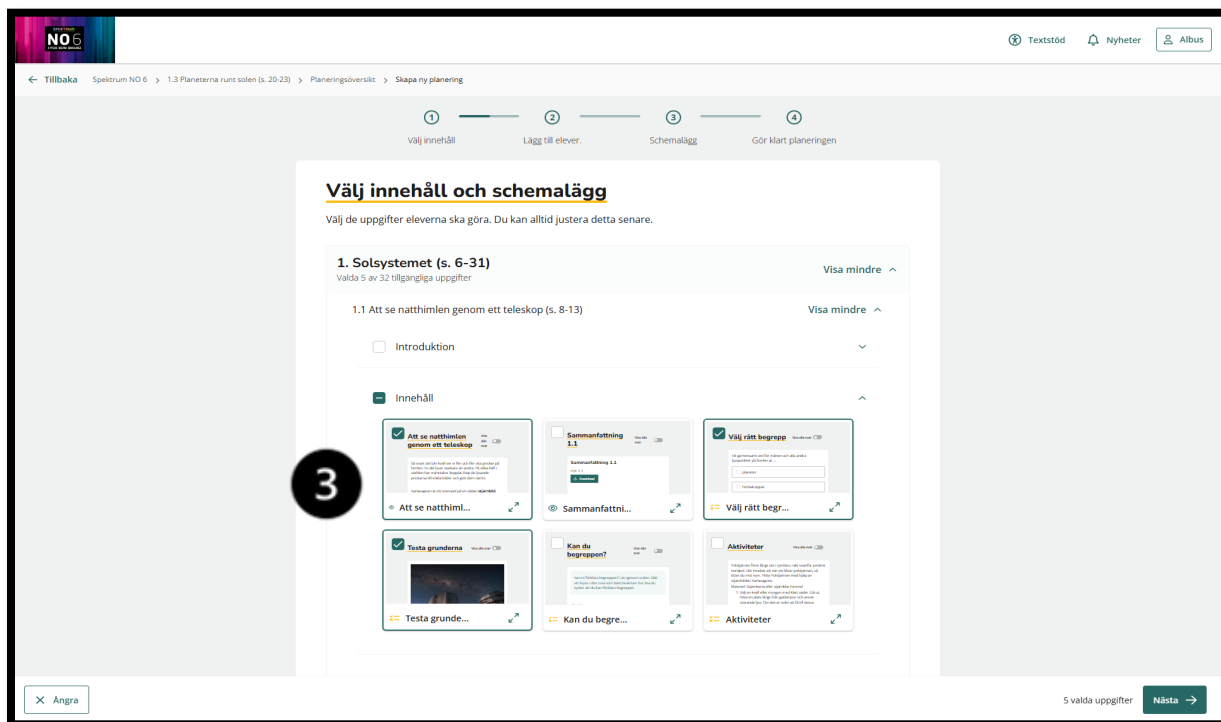 SPEKTRUM
NO 6
Textstöd
Nyheter
Albus
Tillbaka
Spektrum NO 6 > 1.3 Planeterna runt solen (s. 20-23) > Planeringsöversikt > Skapa ny planering
1
2
3
4
Välj innehåll
Lägg till elever.
Schemalägg
Gör klart planeringen
Välj innehåll och schemalägg
Välj de uppgifter eleverna ska göra. Du kan alltid justera detta senare.
1. Solsystemet (s. 6-31)
Valda 5 av 32 tillgängliga uppgifter
Visa mindre
1.1 Att se natthimlen genom ett teleskop (s. 8-13)
Visa mindre
Introduktion
Innehåll
3
Att se natthimlen
genom ett teleskop
Att se natthiml...
Sammanfattning
1.1
Sammanfattning 1.1
Sammanfattni...
Välj rätt begrepp
planeter
Välj rätt begr...
Testa grunderna
Testa grunde...
Kan du
begreppen?
Kan du begre...
Aktiviteter
Aktiviteter
Ångra
5 valda uppgifter
Nästa